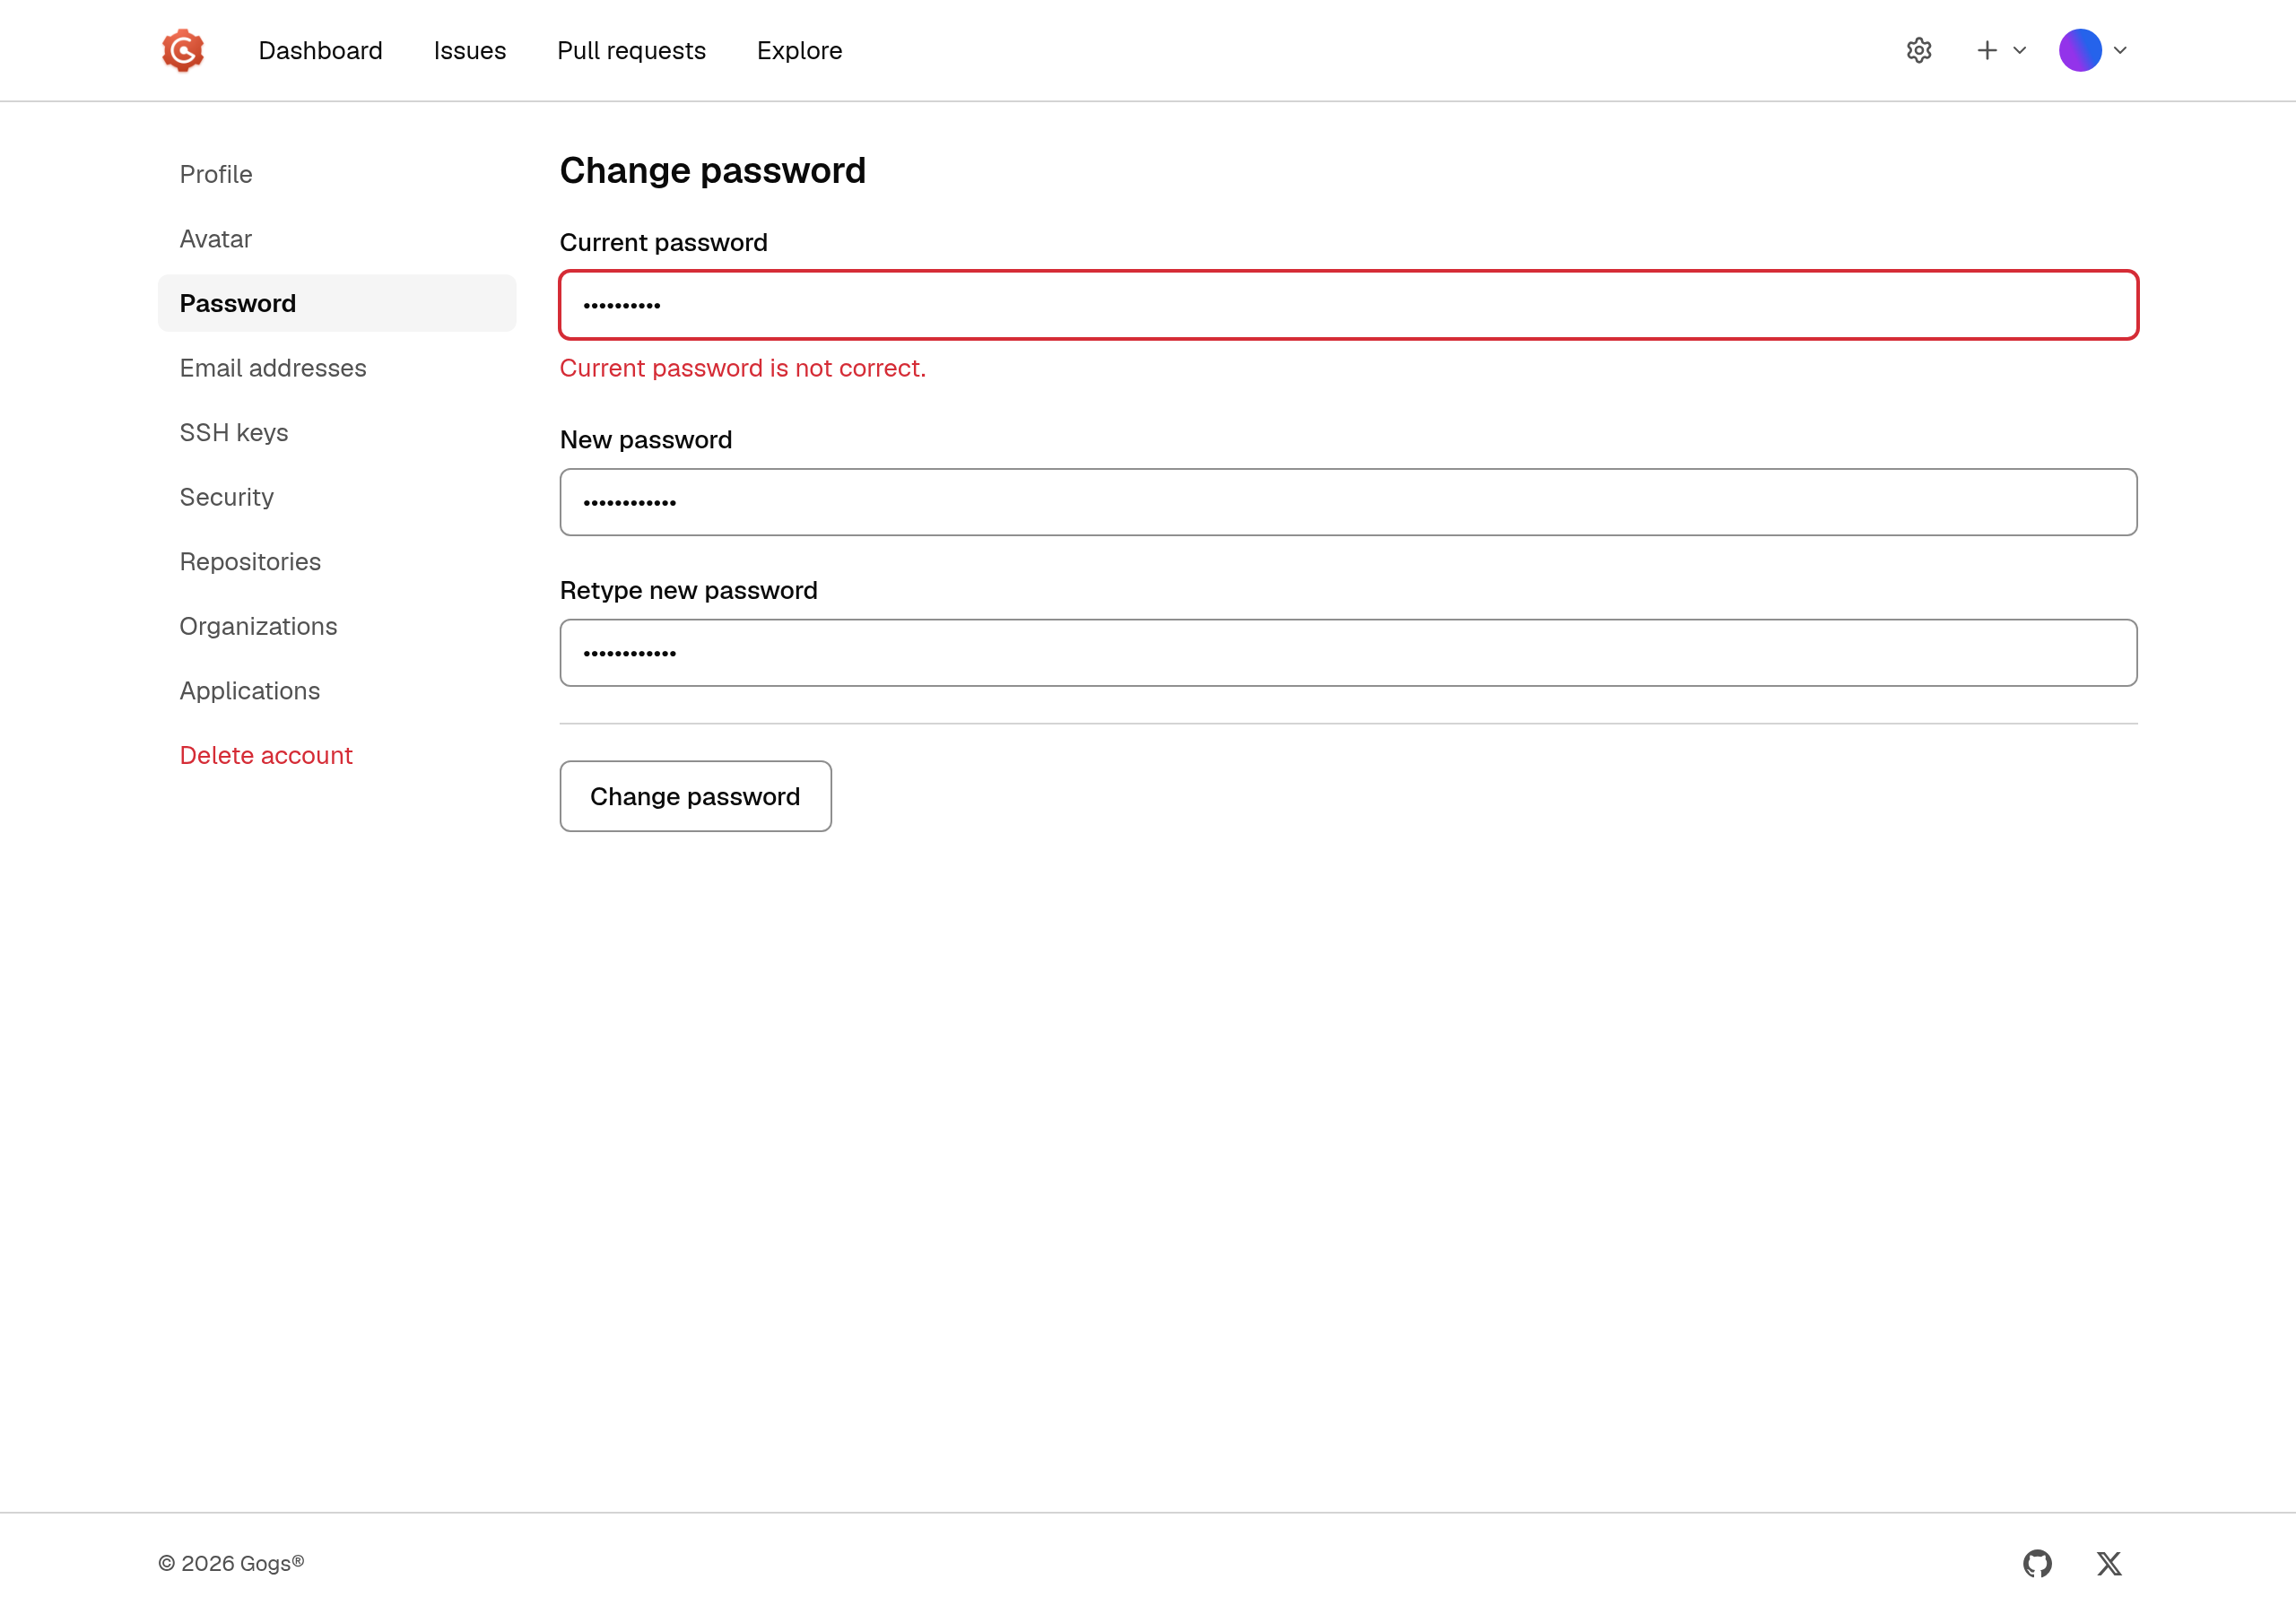 Dashboard Issues Pull requests Explore
Profile
Avatar
Password
Email addresses
SSH keys
Security
Repositories
Organizations
Applications
Delete account
Change password
Current password
••••••••••
Current password is not correct.
New password
••••••••••••
Retype new password
••••••••••••
Change password
© 2026 Gogs®